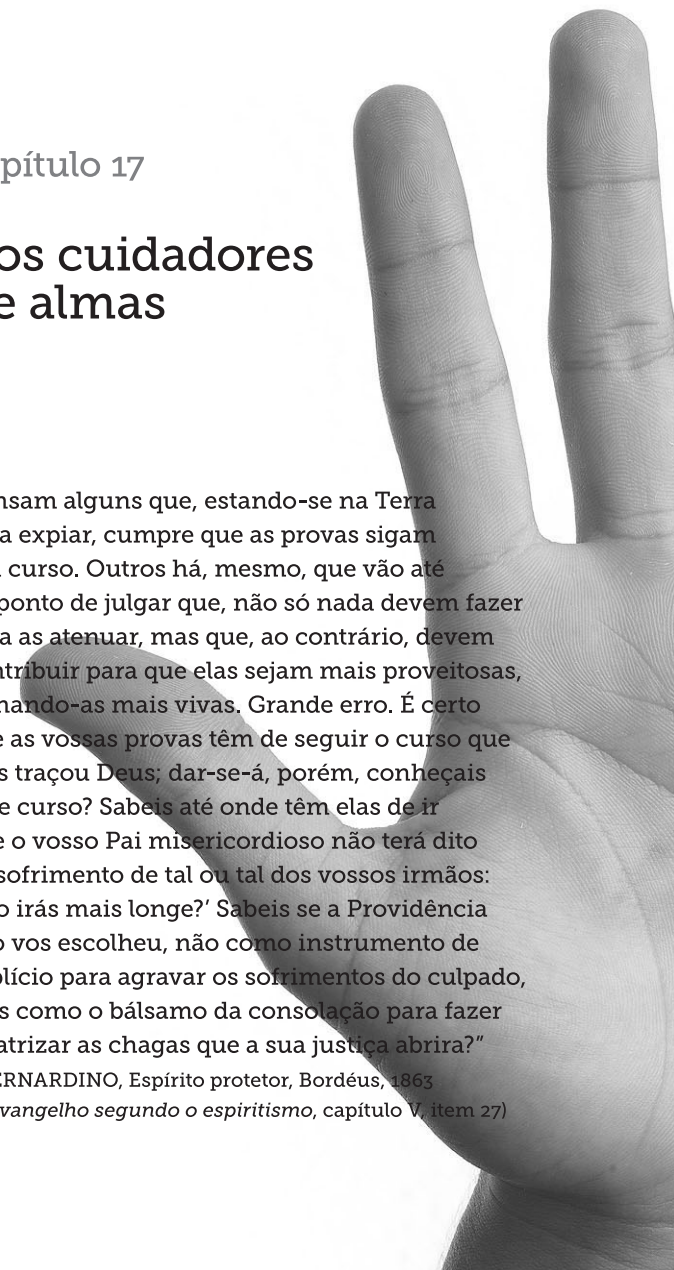 pítulo 17
os cuidadores
e almas
nsam alguns que, estando-se na Terra
a expiar, cumpre que as provas sigam
curso. Outros há, mesmo, que vão até
ponto de julgar que, não só nada devem fazer
a as atenuar, mas que, ao contrário, devem
ntribuir para que elas sejam mais proveitosas,
nando-as mais vivas. Grande erro. É certo
e as vossas provas têm de seguir o curso que
s traçou Deus; dar-se-á, porém, conheçais
e curso? Sabeis até onde têm elas de ir
e o vosso Pai misericordioso não terá dito
sofrimento de tal ou tal dos vossos irmãos:
o irás mais longe?’ Sabeis se a Providência
o vos escolheu, não como instrumento de
plício para agravar os sofrimentos do culpado,
s como o bálsamo da consolação para fazer
atrizar as chagas que a sua justiça abrira?”
ERNARDINO, Espírito protetor, Bordéus, 1863
vangelho segundo o espiritismo, capítulo V, item 27)